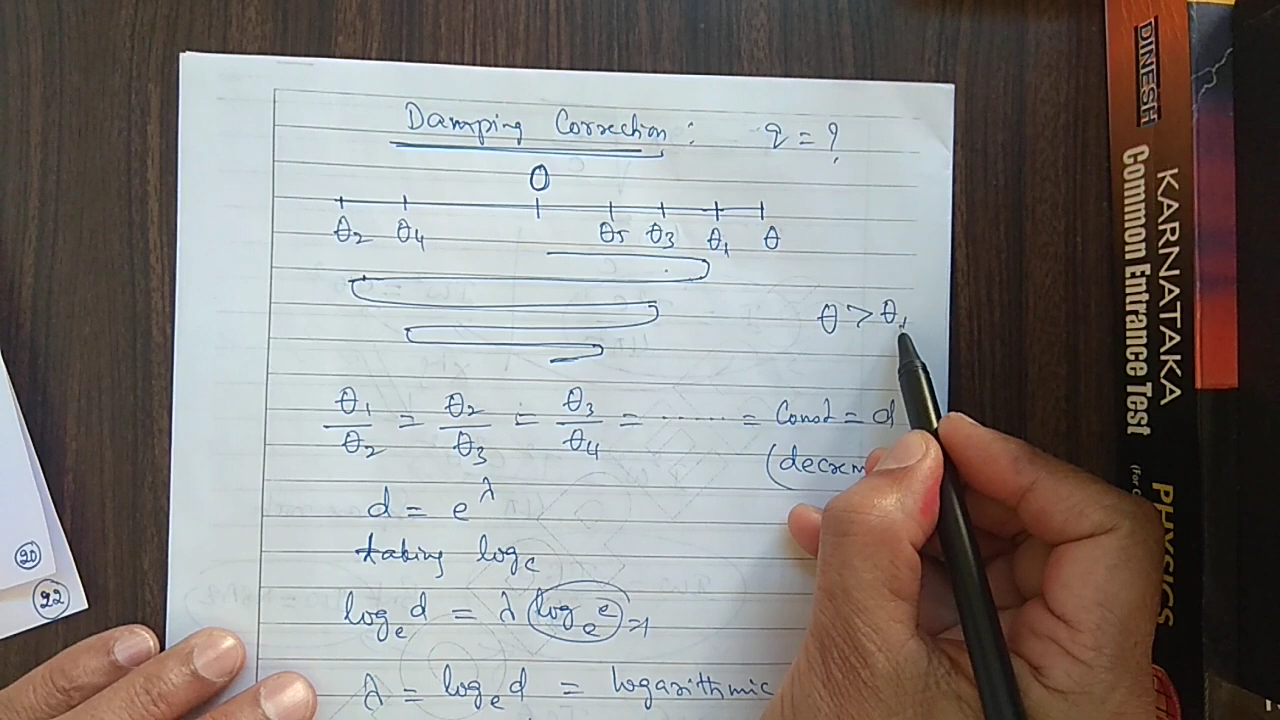 Damping Correction : q = ?
O
θ₂ θ₄ θ₅ θ₃ θ₁ θ
θ > θ₁
θ₁/θ₂ = θ₂/θ₃ = θ₃/θ₄ = ...... = Const = d
(decrem
d = e^λ
taking logₑ
logₑ d = λ logₑ e → 1
λ = logₑ d = logarithmic
20
22
DINESH
KARNATAKA
Common Entrance Test
PHYSICS